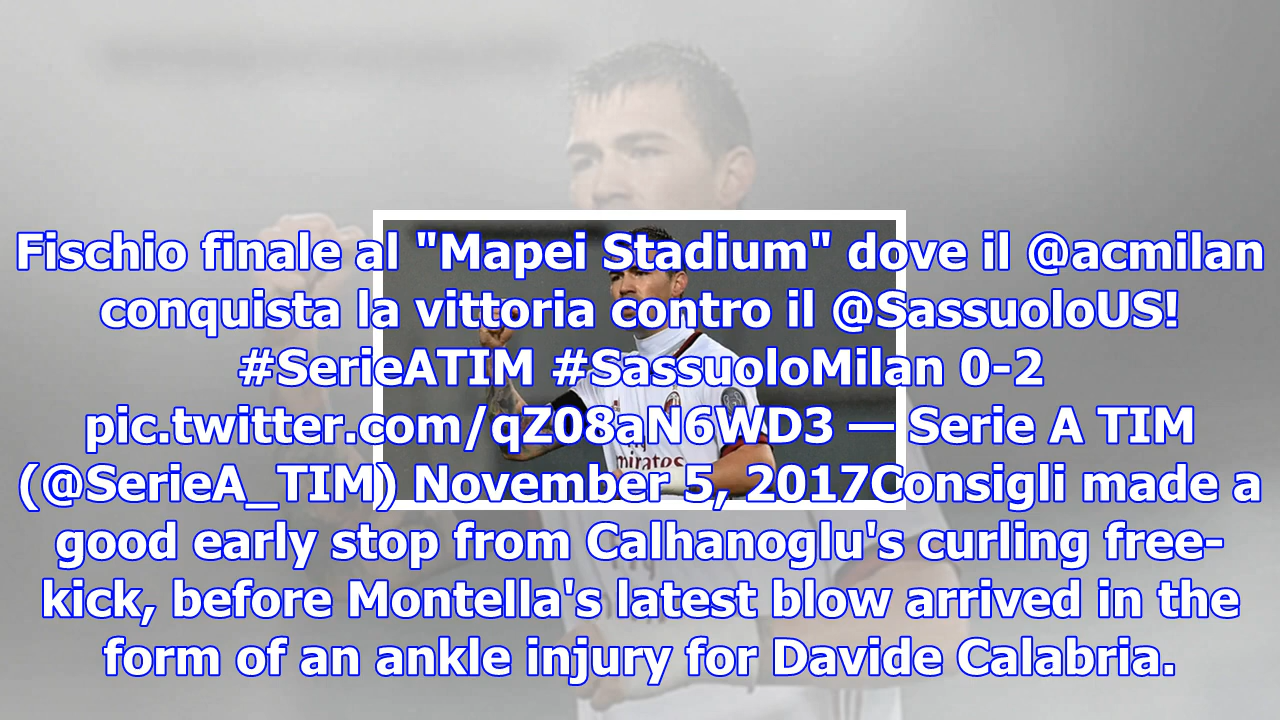 Fischio finale al "Mapei Stadium" dove il @acmilan
conquista la vittoria contro il @SassuoloUS!
#SerieATIM #SassuoloMilan 0-2
pic.twitter.com/qZ08aN6WD3 — Serie A TIM
(@SerieA_TIM) November 5, 2017Consigli made a
good early stop from Calhanoglu's curling free-
kick, before Montella's latest blow arrived in the
form of an ankle injury for Davide Calabria.